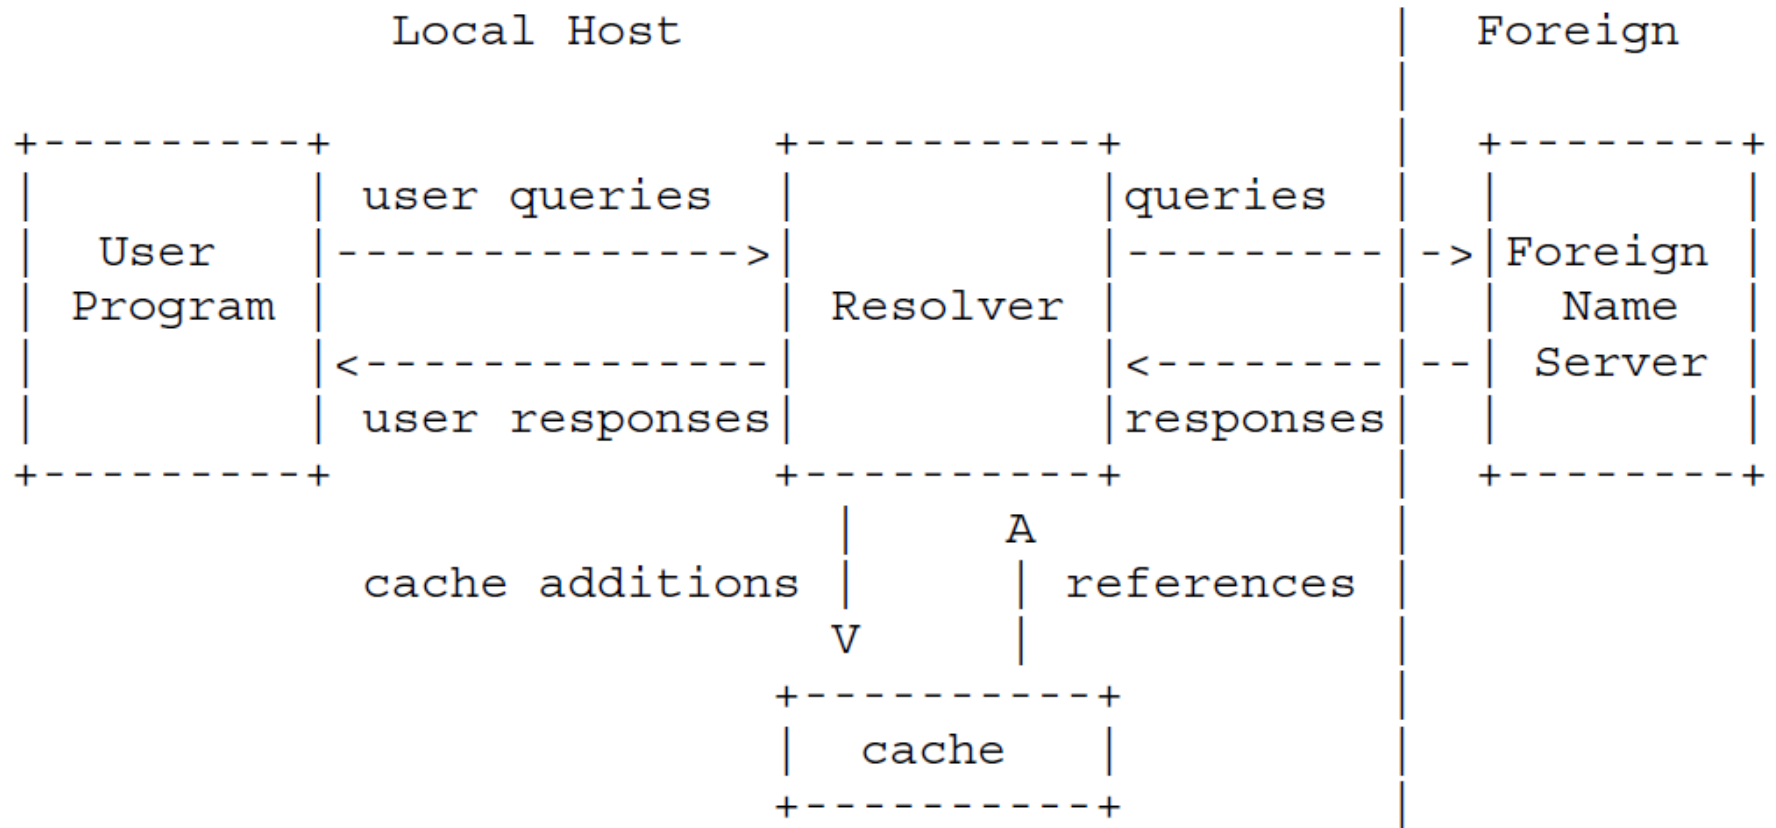 Local Host                        |  Foreign
                                               |
+---------+               +----------+         |  +--------+
|         | user queries  |          |queries  |  |        |
|  User   |-------------->|          |---------|->|Foreign |
| Program |               | Resolver |         |  |  Name  |
|         |<--------------|          |<--------|--| Server |
|         | user responses|          |responses|  |        |
+---------+               +----------+         |  +--------+
                            |     A            |
            cache additions |     | references |
                            V     |            |
                          +----------+         |
                          |  cache   |         |
                          +----------+         |